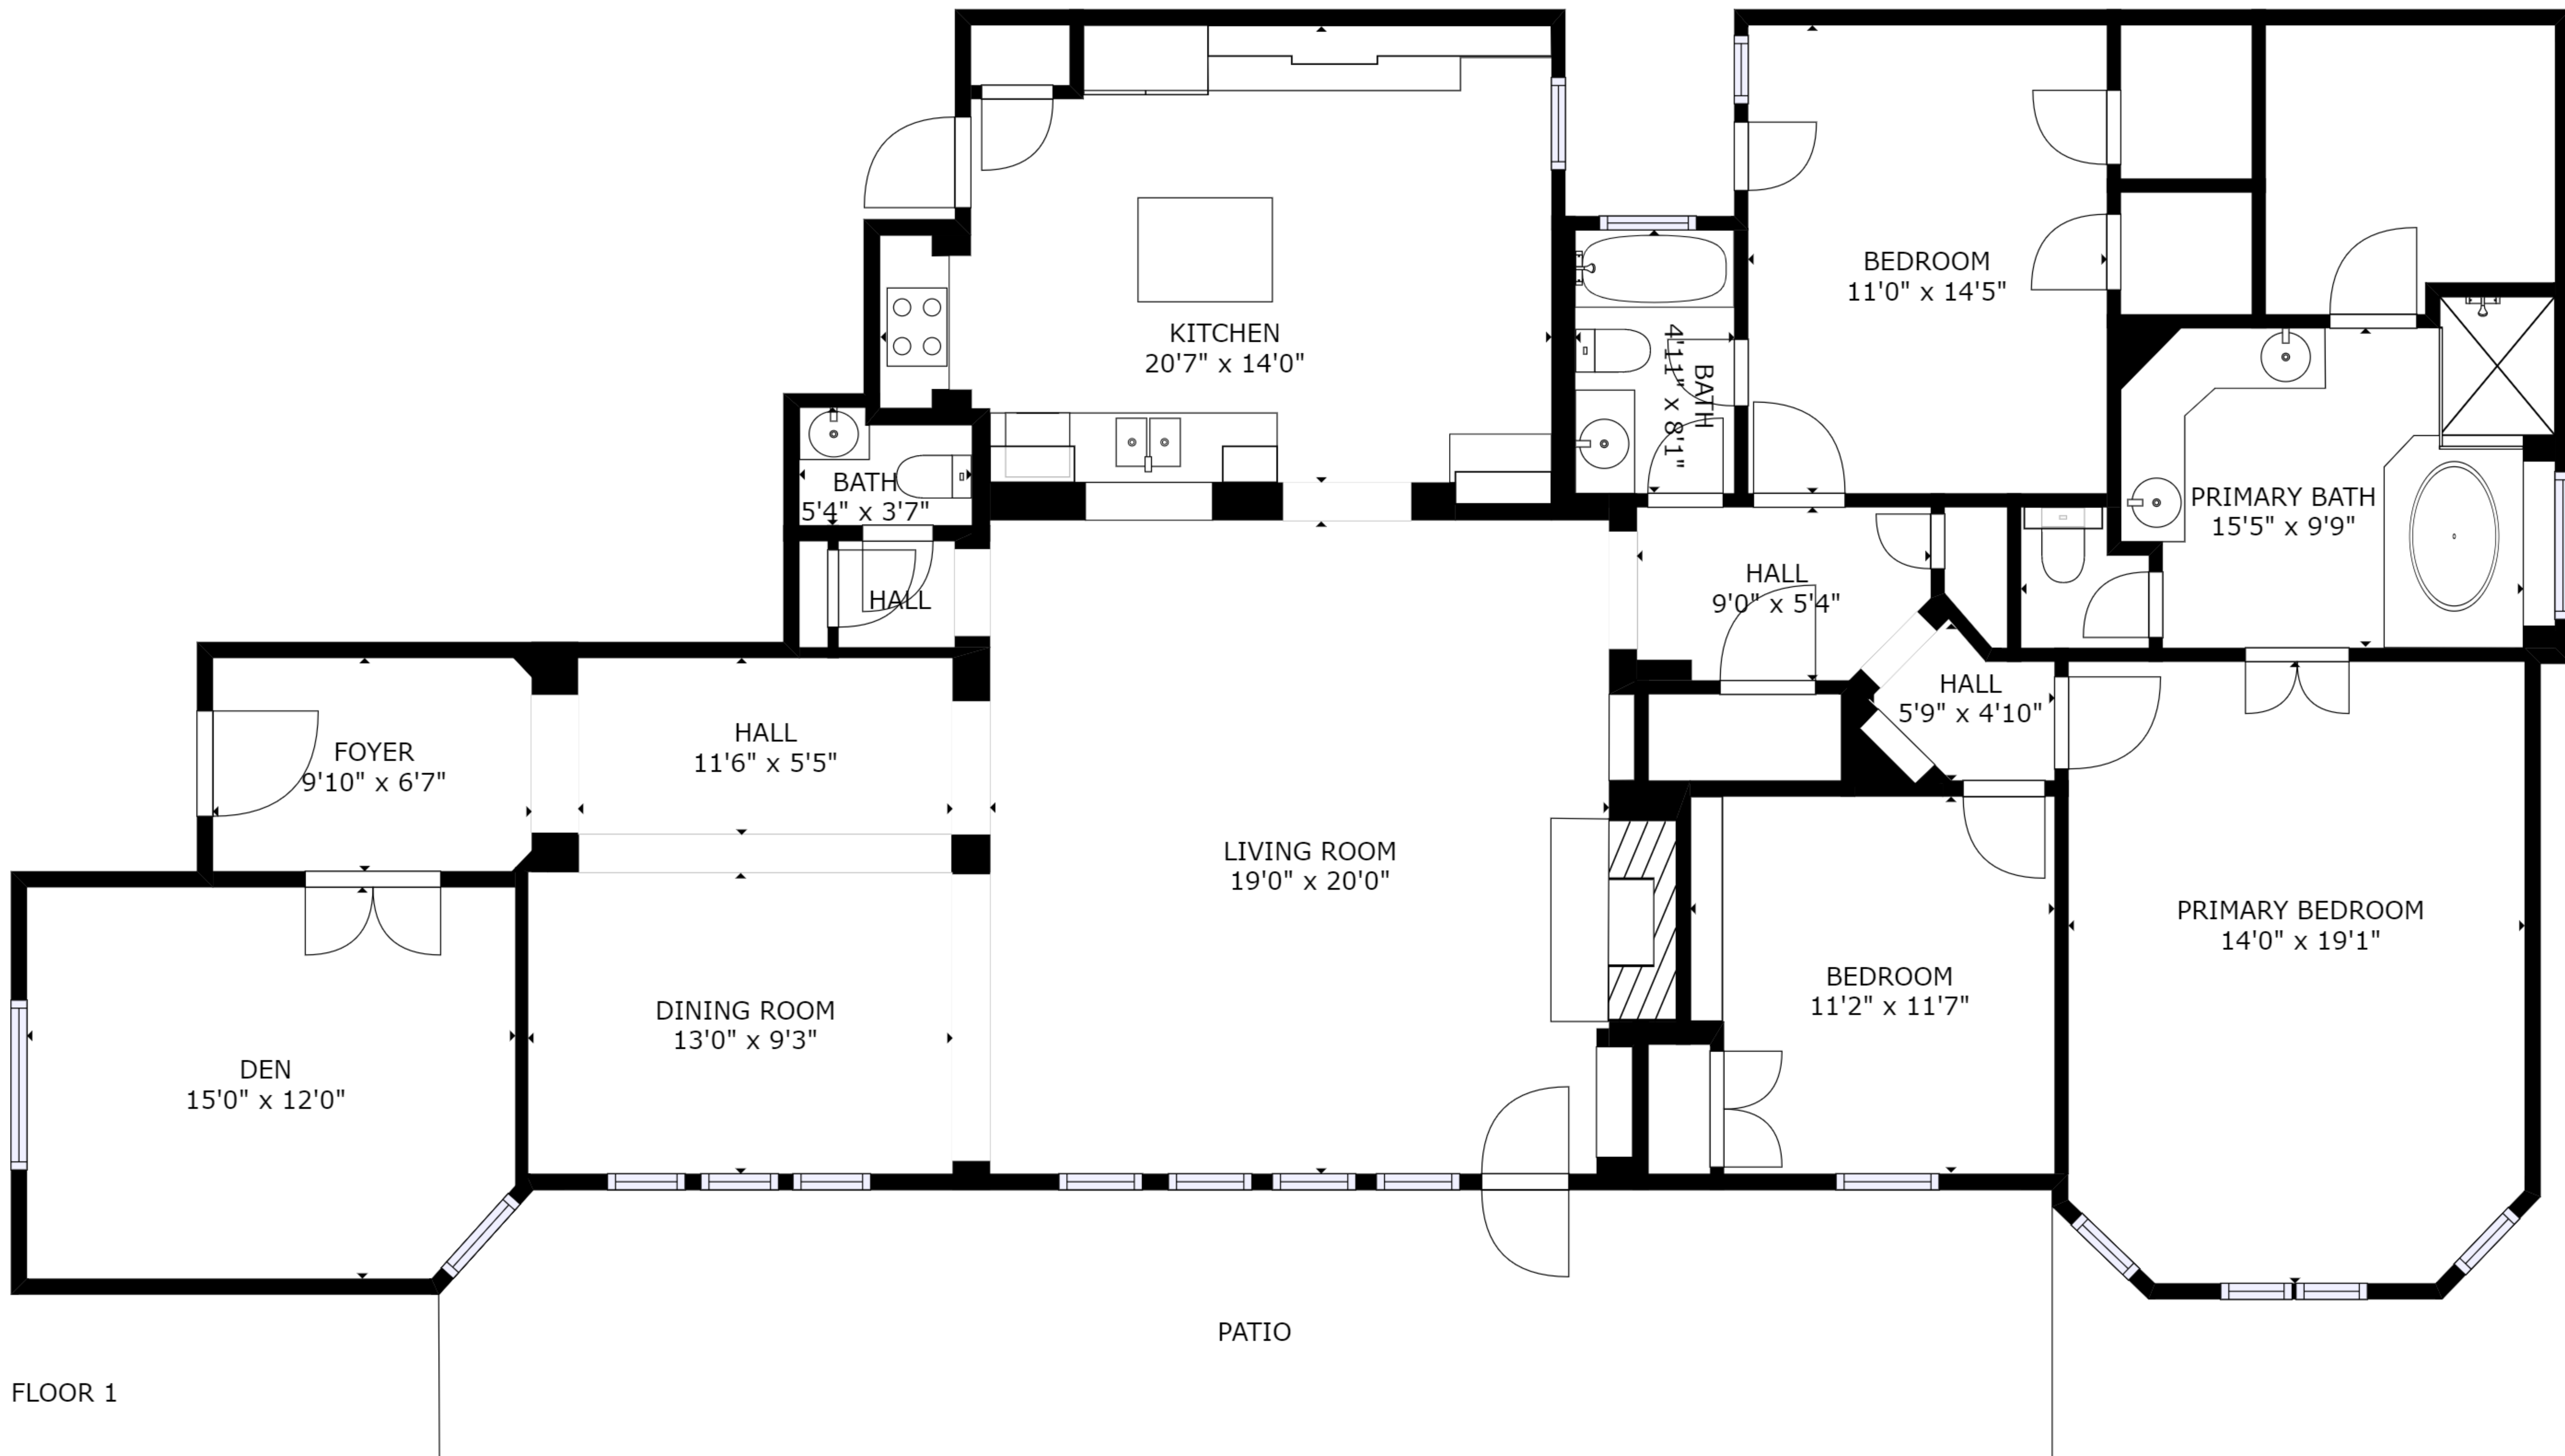 KITCHEN
20'7" x 14'0"
BEDROOM
11'0" x 14'5"
BATH
4'11" x 8'1"
BATH
5'4" x 3'7"
PRIMARY BATH
15'5" x 9'9"
HALL
HALL
9'0" x 5'4"
HALL
5'9" x 4'10"
FOYER
9'10" x 6'7"
HALL
11'6" x 5'5"
LIVING ROOM
19'0" x 20'0"
PRIMARY BEDROOM
14'0" x 19'1"
BEDROOM
11'2" x 11'7"
DINING ROOM
13'0" x 9'3"
DEN
15'0" x 12'0"
PATIO
FLOOR 1